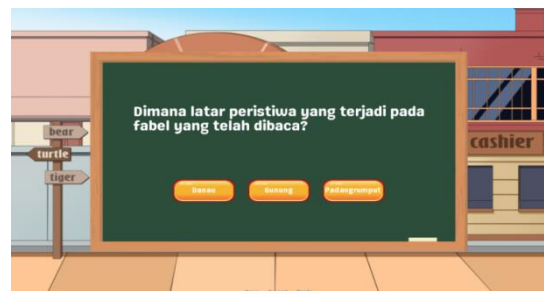 Dimana latar peristiwa yang terjadi pada
fabel yang telah dibaca?
bear
turtle
tiger
cashier
Danau
Gunung
Padangrumput